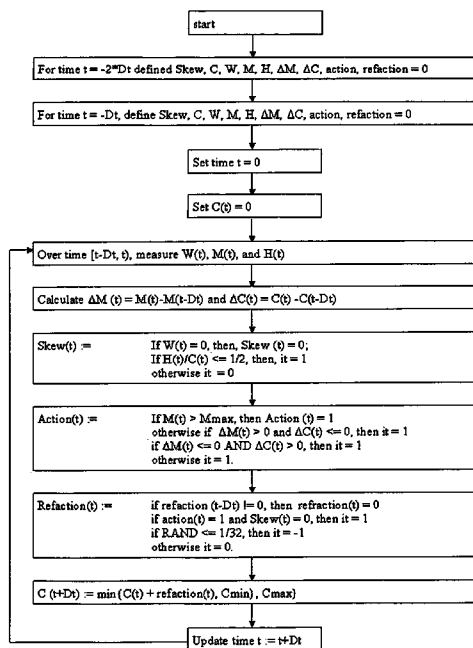 start
For time t = -2*Dt defined Skew, C, W, M, H, ΔM, ΔC, action, refaction = 0
For time t = -Dt, define Skew, C, W, M, H, ΔM, ΔC, action, refaction = 0
Set time t = 0
Set C(t) = 0
Over time [t-Dt, t), measure W(t), M(t), and H(t)
Calculate ΔM (t) = M(t)-M(t-Dt) and ΔC(t) = C(t) -C(t-Dt)
Skew(t) := If W(t) = 0, then, Skew (t) = 0;
If H(t)/C(t) <= 1/2, then, it = 1
otherwise it = 0
Action(t) := If M(t) > Mmax, then Action (t) = 1
otherwise if ΔM(t) > 0 and ΔC(t) <= 0, then it = 1
if ΔM(t) <= 0 AND ΔC(t) > 0, then it = 1
otherwise it = 1.
Refaction(t) := if refaction (t-Dt) != 0, then refraction(t) = 0
if action(t) = 1 and Skew(t) = 0, then it = 1
if RAND <= 1/32, then it = -1
otherwise it = 0.
C (t+Dt) := min{C(t) + refaction(t), Cmin}, Cmax}
Update time t := t+Dt